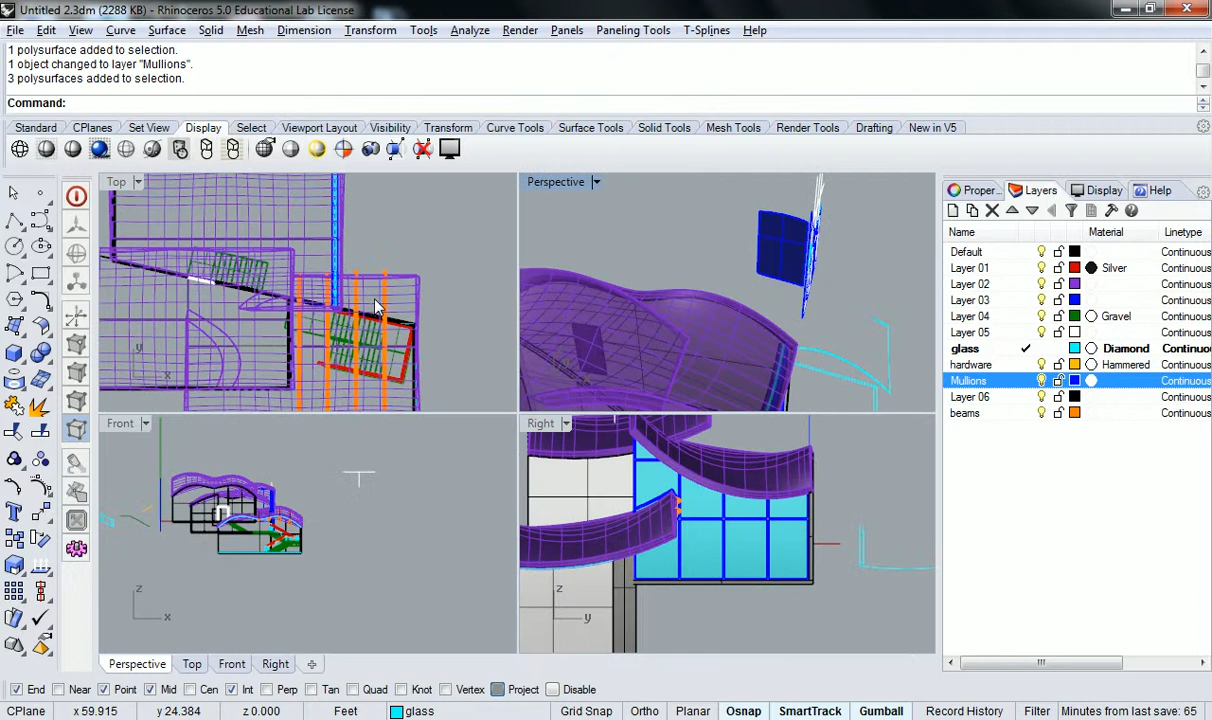 Untitled 2.3dm (2288 KB) - Rhinoceros 5.0 Educational Lab License
File Edit View Curve Surface Solid Mesh Dimension Transform Tools Analyze Render Panels Paneling Tools T-Splines Help
1 polysurface added to selection.
1 object changed to layer "Mullions".
3 polysurfaces added to selection.
Command:
Standard CPlanes Set View Display Select Viewport Layout Visibility Transform Curve Tools Surface Tools Solid Tools Mesh Tools Render Tools Drafting New in V5
Top
Perspective
Proper... Layers Display Help
Name Material Linetype
Default Continuous
Layer 01 Silver Continuous
Layer 02 Continuous
Layer 03 Continuous
Layer 04 Gravel Continuous
Layer 05 Continuous
glass Diamond Continuo
hardware Hammered Continuous
Mullions Continuous
Layer 06 Continuous
beams Continuous
y
x
Front
Right
z
x
z
y
Perspective Top Front Right
End Near Point Mid Cen Int Perp Tan Quad Knot Vertex Project Disable
CPlane x 59.915 y 24.384 z 0.000 Feet glass Grid Snap Ortho Planar Osnap SmartTrack Gumball Record History Filter Minutes from last save: 65